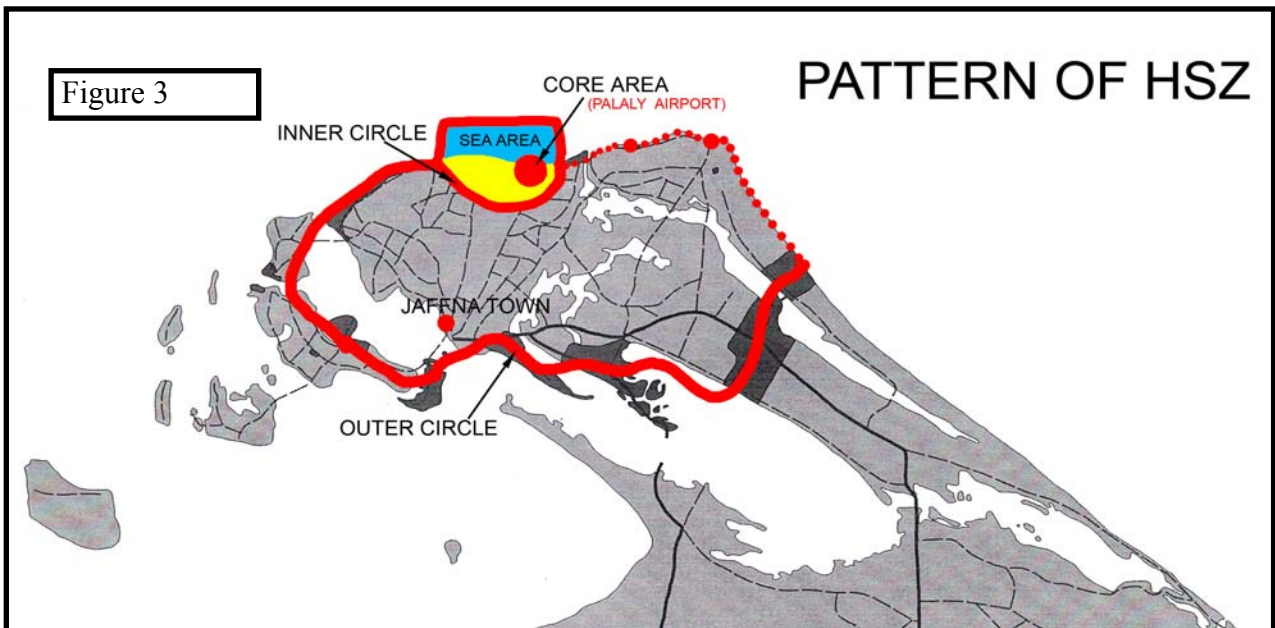 Figure 3
PATTERN OF HSZ
CORE AREA
(PALALY AIRPORT)
INNER CIRCLE
SEA AREA
JAFFNA TOWN
OUTER CIRCLE